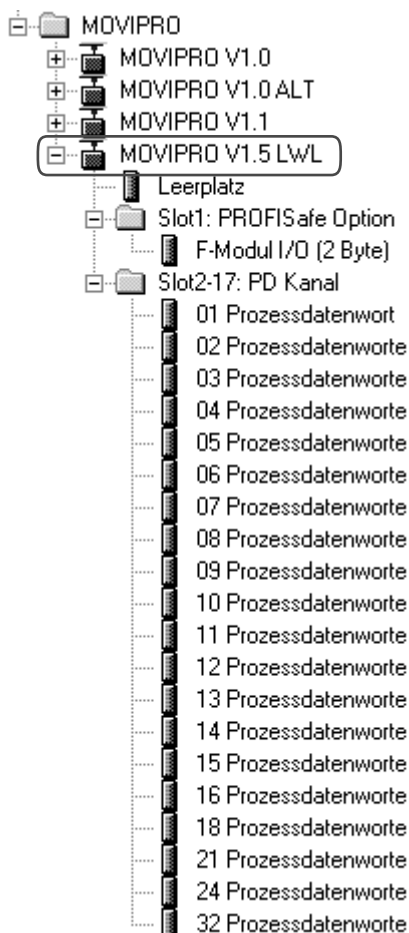 MOVIPRO
MOVIPRO V1.0
MOVIPRO V1.0 ALT
MOVIPRO V1.1
MOVIPRO V1.5 LWL
Leerplatz
Slot1: PROFISafe Option
F-Modul I/O (2 Byte)
Slot2-17: PD Kanal
01 Prozessdatenwort
02 Prozessdatenworte
03 Prozessdatenworte
04 Prozessdatenworte
05 Prozessdatenworte
06 Prozessdatenworte
07 Prozessdatenworte
08 Prozessdatenworte
09 Prozessdatenworte
10 Prozessdatenworte
11 Prozessdatenworte
12 Prozessdatenworte
13 Prozessdatenworte
14 Prozessdatenworte
15 Prozessdatenworte
16 Prozessdatenworte
18 Prozessdatenworte
21 Prozessdatenworte
24 Prozessdatenworte
32 Prozessdatenworte